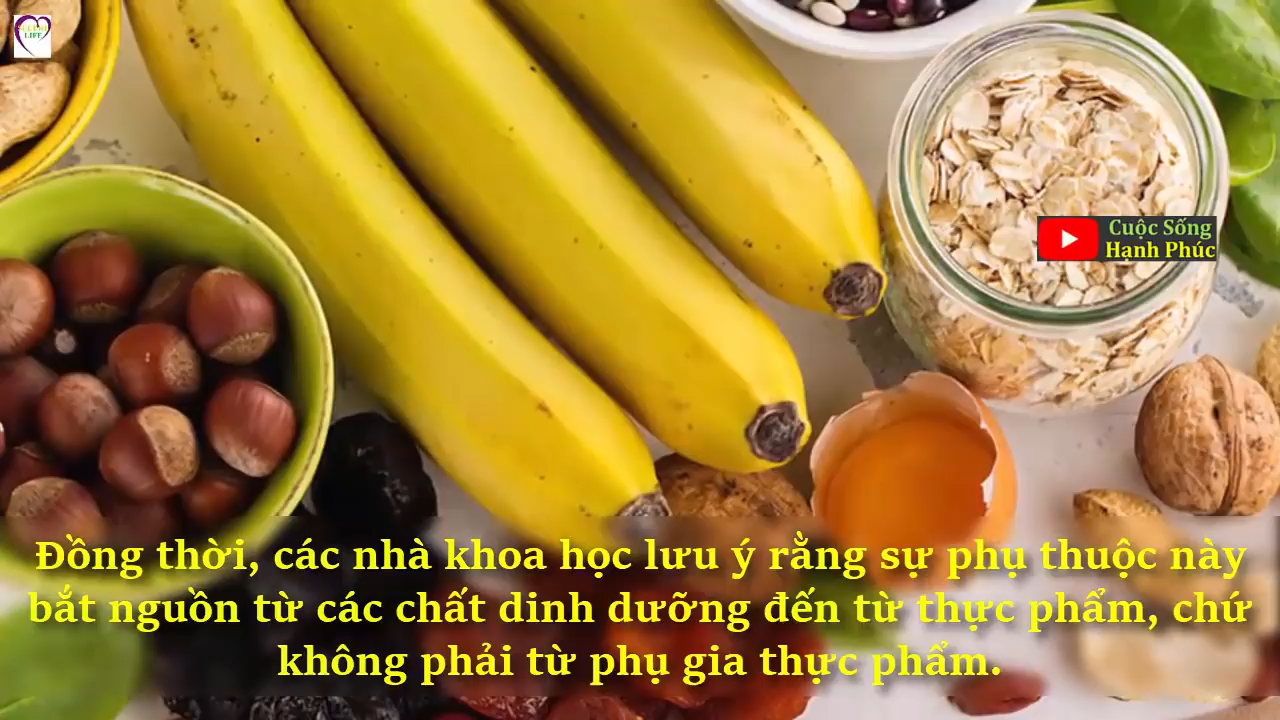 LIFE
Cuộc Sống
Hạnh Phúc
Đồng thời, các nhà khoa học lưu ý rằng sự phụ thuộc này
bắt nguồn từ các chất dinh dưỡng đến từ thực phẩm, chứ
không phải từ phụ gia thực phẩm.